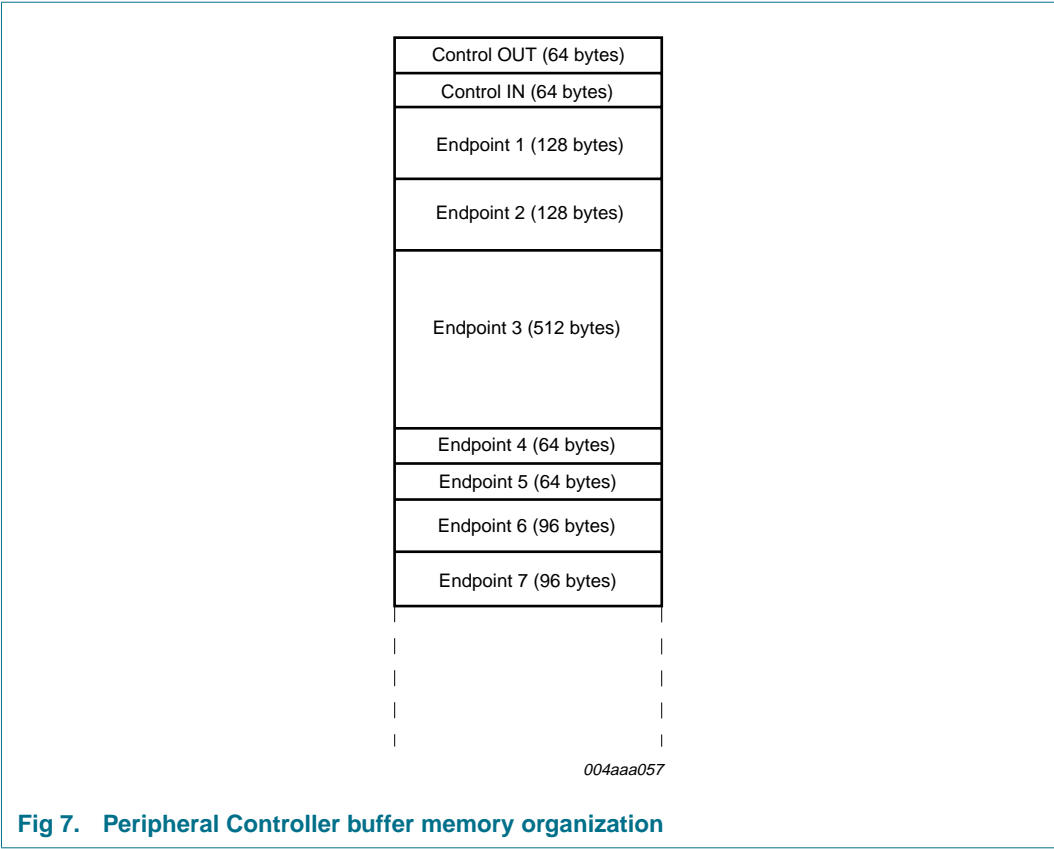 Control OUT (64 bytes)
Control IN (64 bytes)
Endpoint 1 (128 bytes)
Endpoint 2 (128 bytes)
Endpoint 3 (512 bytes)
Endpoint 4 (64 bytes)
Endpoint 5 (64 bytes)
Endpoint 6 (96 bytes)
Endpoint 7 (96 bytes)
004aaa057
Fig 7. Peripheral Controller buffer memory organization